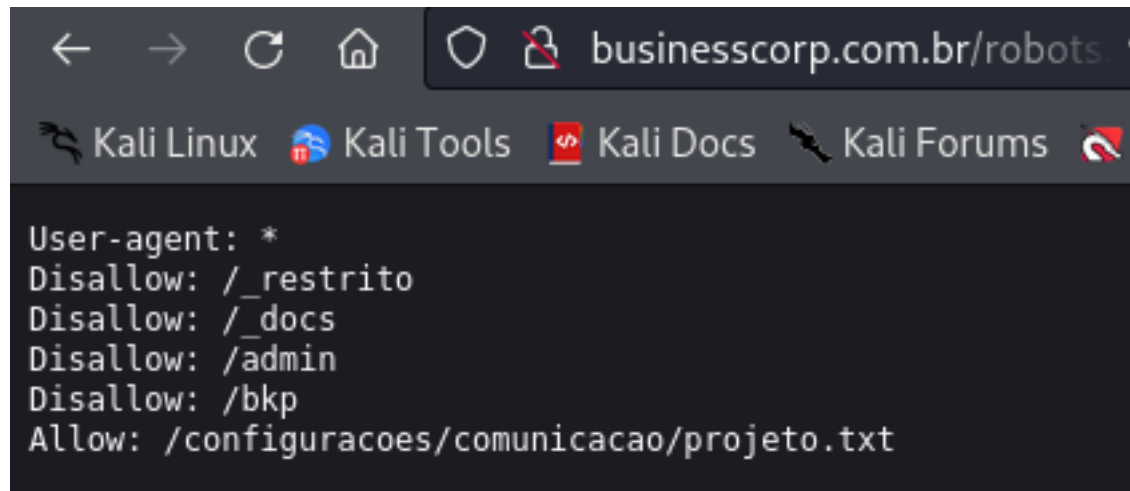 businesscorp.com.br/robots.
Kali Linux Kali Tools Kali Docs Kali Forums
User-agent: *
Disallow: /_restrito
Disallow: /_docs
Disallow: /admin
Disallow: /bkp
Allow: /configuracoes/comunicacao/projeto.txt